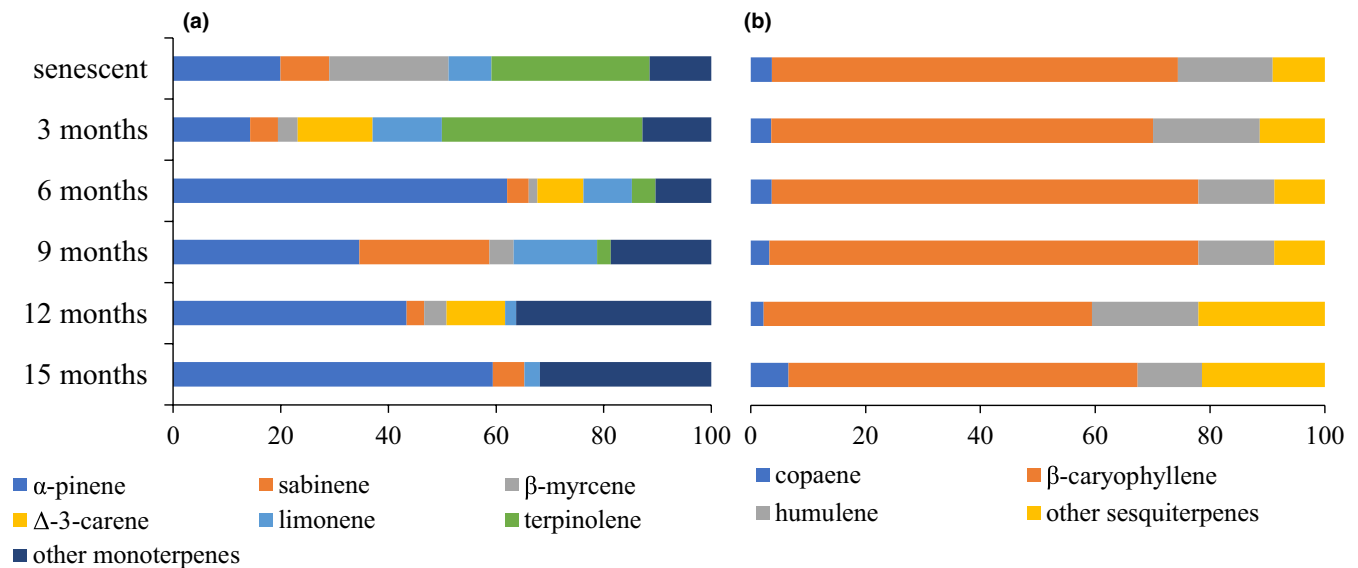 (a) (b)
senescent
3 months
6 months
9 months
12 months
15 months
0 20 40 60 80 100 0 20 40 60 80 100
α-pinene sabinene β-myrcene
Δ-3-carene limonene terpinolene
other monoterpenes
copaene β-caryophyllene
humulene other sesquiterpenes